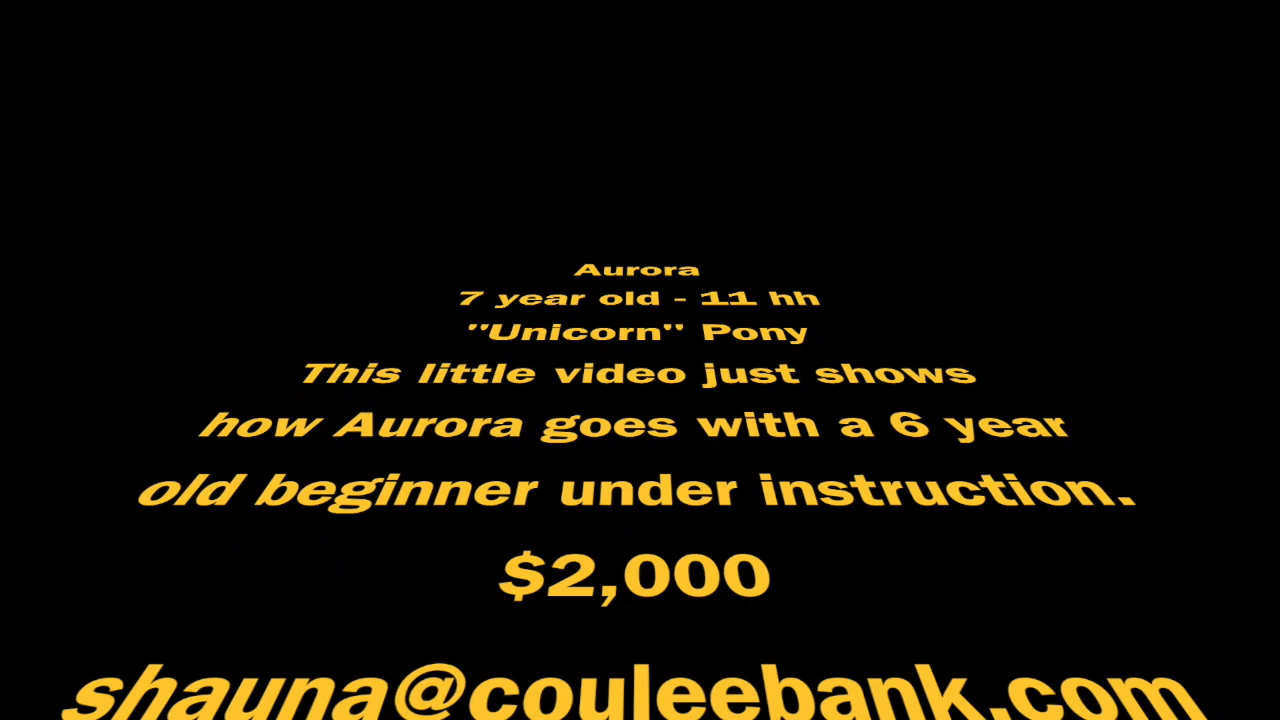 Aurora
7 year old - 11 hh
"Unicorn" Pony
This little video just shows
how Aurora goes with a 6 year
old beginner under instruction.
$2,000
shauna@couleebank.com